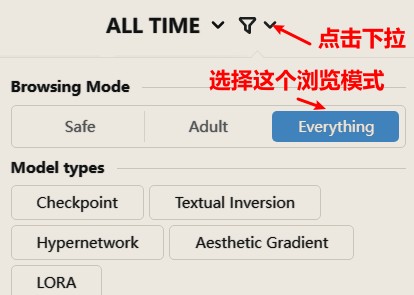 ALL TIME
点击下拉
选择这个浏览模式
Browsing Mode
Safe Adult Everything
Model types
Checkpoint Textual Inversion
Hypernetwork Aesthetic Gradient
LORA